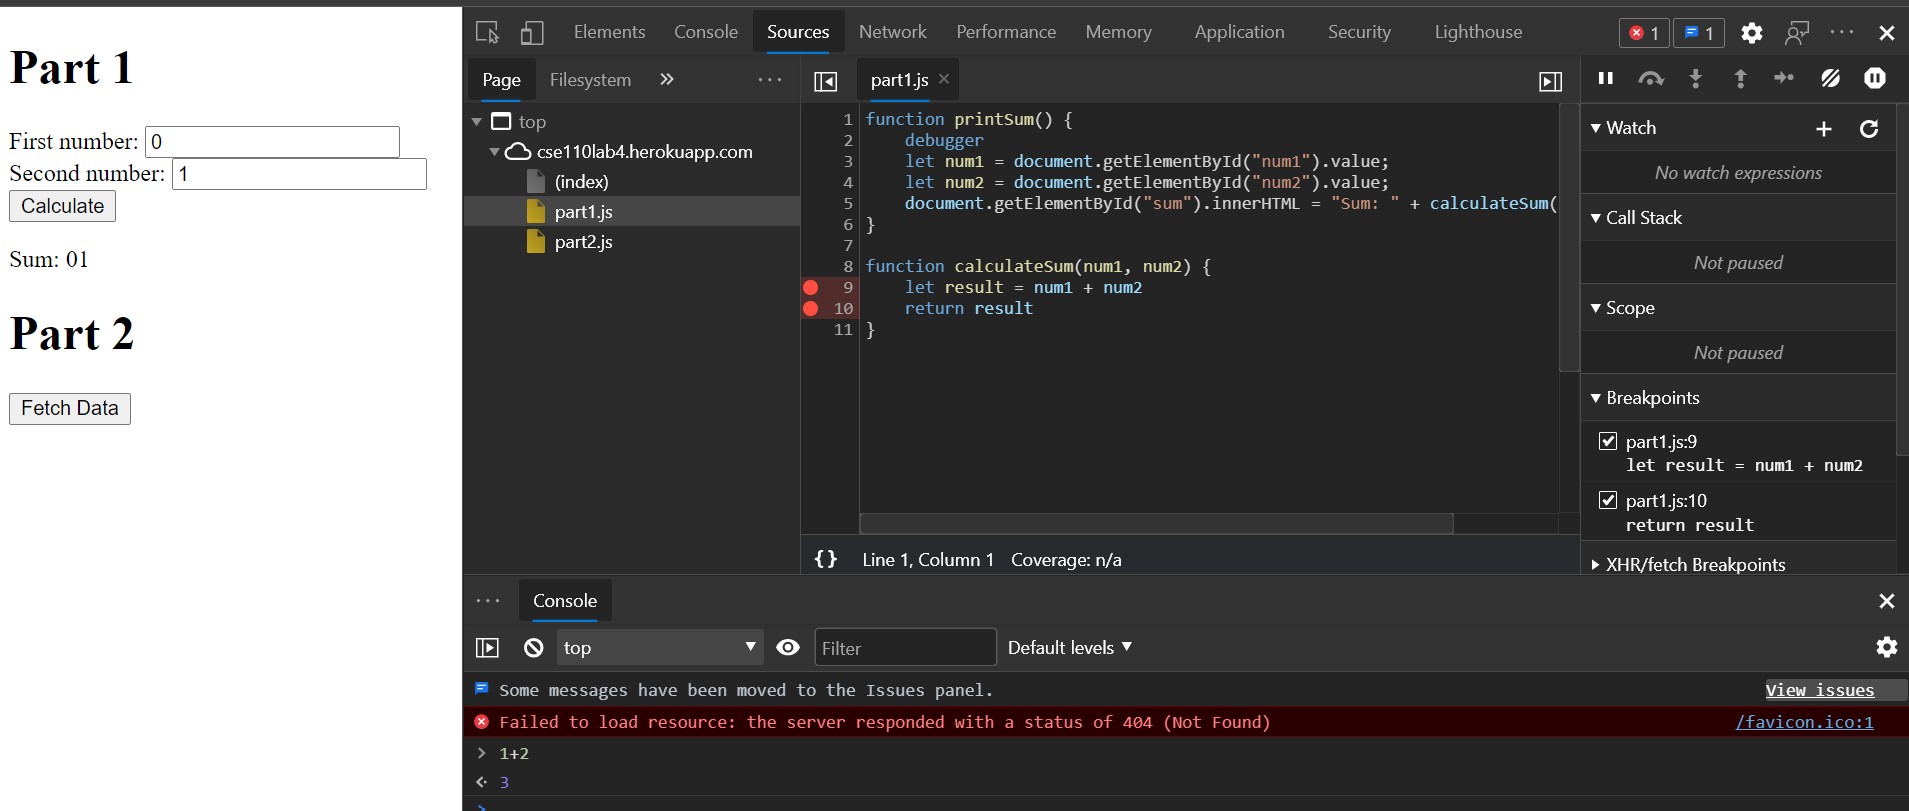 Part 1
First number: 0
Second number: 1
Calculate
Sum: 01
Part 2
Fetch Data
Elements Console Sources Network Performance Memory Application Security Lighthouse 1 1
Page Filesystem » ···
top
cse110lab4.herokuapp.com
(index)
part1.js
part2.js
part1.js ×
1 function printSum() {
2 debugger
3 let num1 = document.getElementById("num1").value;
4 let num2 = document.getElementById("num2").value;
5 document.getElementById("sum").innerHTML = "Sum: " + calculateSum(
6 }
7
8 function calculateSum(num1, num2) {
9 let result = num1 + num2
10 return result
11 }
{} Line 1, Column 1 Coverage: n/a
Watch
No watch expressions
Call Stack
Not paused
Scope
Not paused
Breakpoints
part1.js:9
let result = num1 + num2
part1.js:10
return result
XHR/fetch Breakpoints
Console
top Filter Default levels
Some messages have been moved to the Issues panel. View issues
Failed to load resource: the server responded with a status of 404 (Not Found) /favicon.ico:1
> 1+2
3